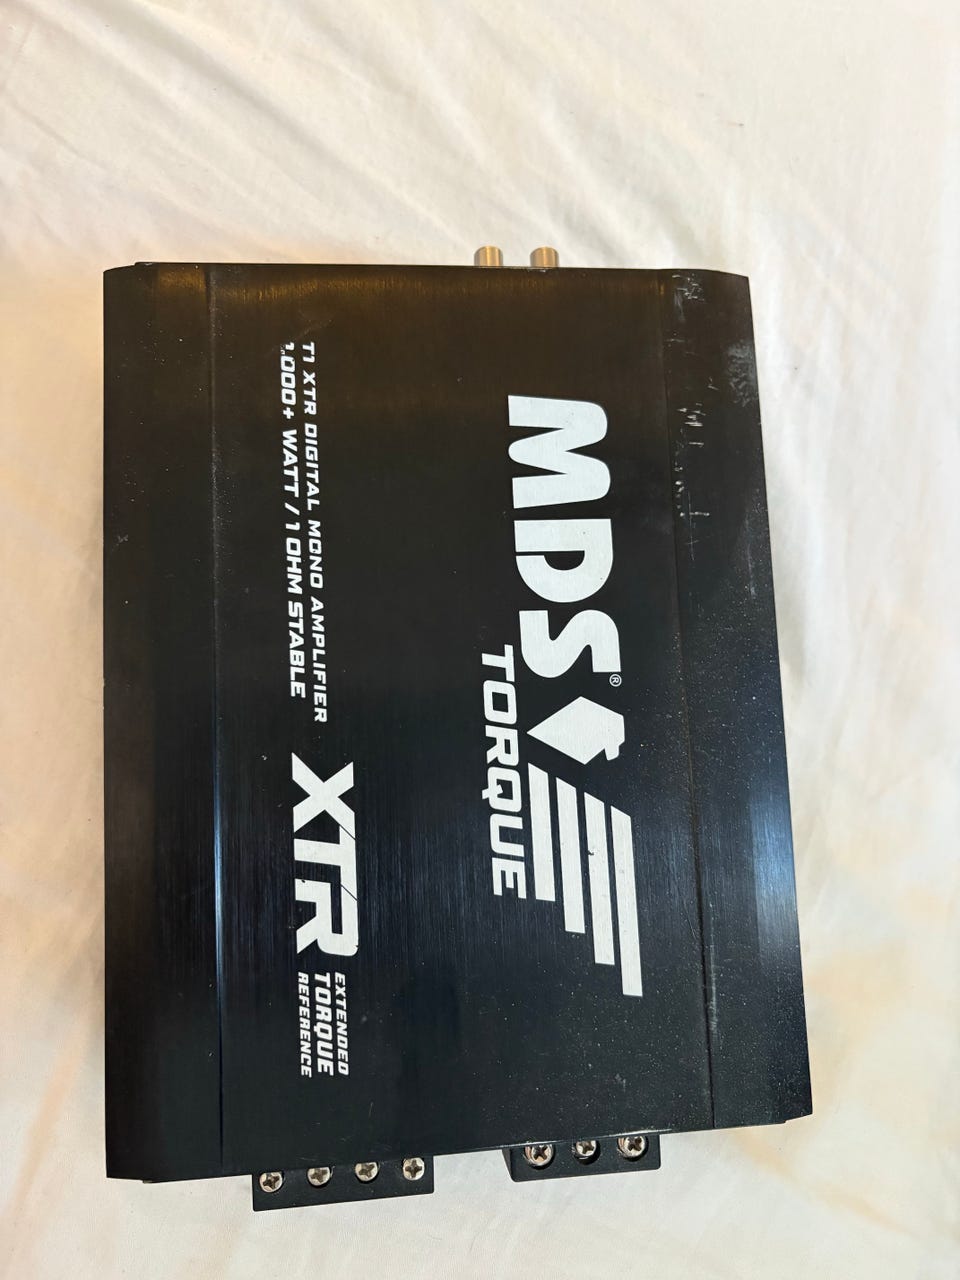 MDS®
TORQUE
T1 XTR DIGITAL MONO AMPLIFIER
1,000+ WATT / 1 OHM STABLE
XTR
EXTENDED
TORQUE
REFERENCE